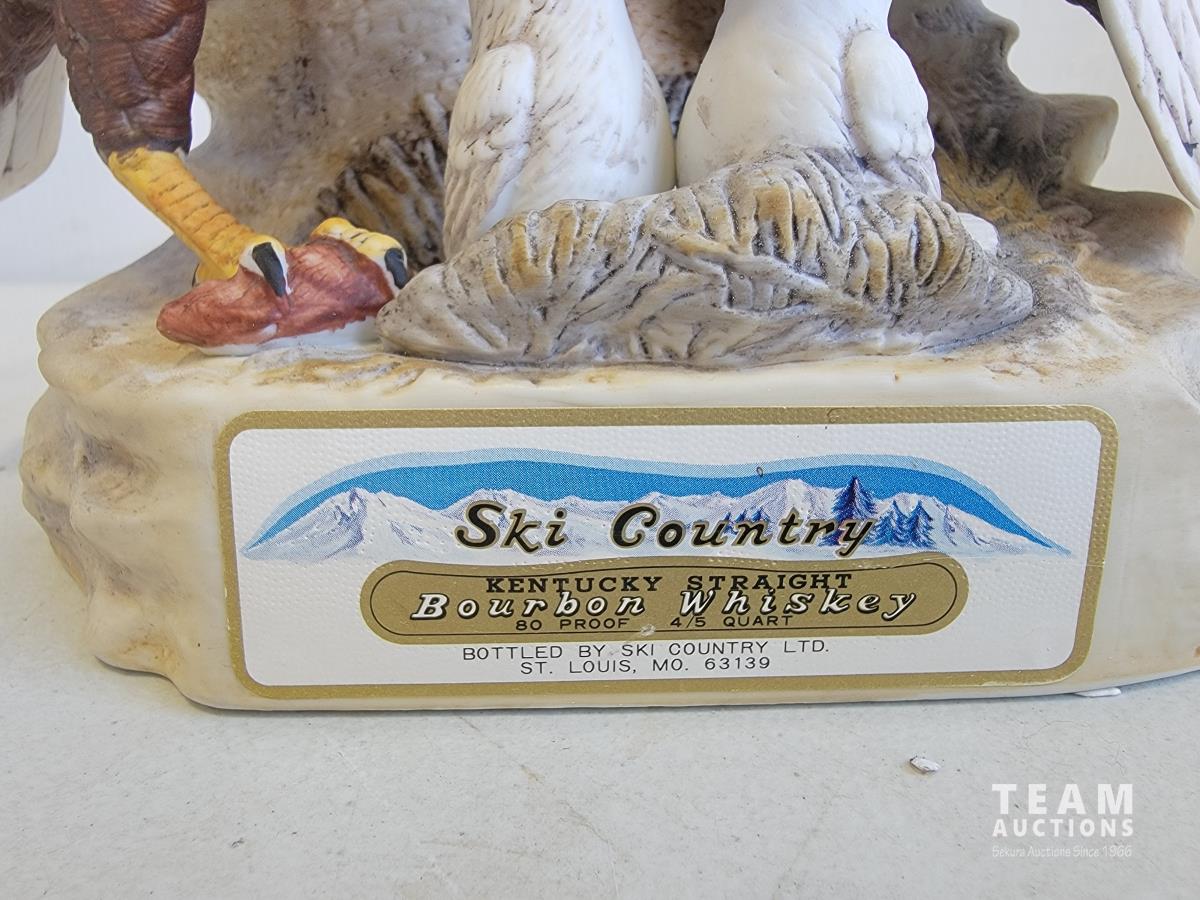 Ski Country
KENTUCKY STRAIGHT
Bourbon Whiskey
80 PROOF 4/5 QUART
BOTTLED BY SKI COUNTRY LTD.
ST. LOUIS, MO. 63139
TEAM
AUCTIONS
Sekura Auctions Since 1966